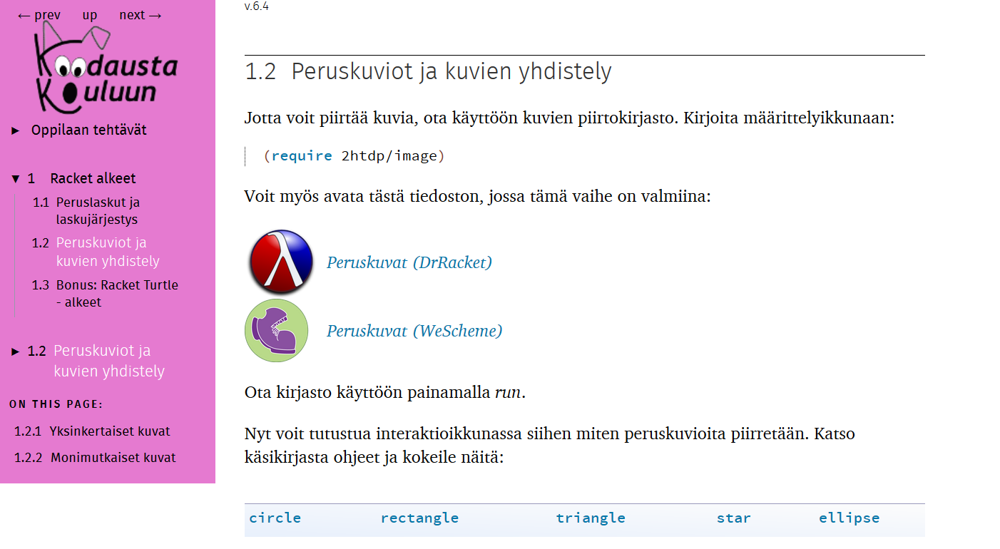 ← prev up next →
Koodausta
Kouluun
► Oppilaan tehtävät
▼ 1 Racket alkeet
1.1 Peruslaskut ja
laskujärjestys
1.2 Peruskuviot ja
kuvien yhdistely
1.3 Bonus: Racket Turtle
- alkeet
► 1.2 Peruskuviot ja
kuvien yhdistely
ON THIS PAGE:
1.2.1 Yksinkertaiset kuvat
1.2.2 Monimutkaiset kuvat
v.6.4
1.2 Peruskuviot ja kuvien yhdistely
Jotta voit piirtää kuvia, ota käyttöön kuvien piirtokirjasto. Kirjoita määrittelyikkunaan:
(require 2htdp/image)
Voit myös avata tästä tiedoston, jossa tämä vaihe on valmiina:
Peruskuvat (DrRacket)
Peruskuvat (WeScheme)
Ota kirjasto käyttöön painamalla run.
Nyt voit tutustua interaktioikkunassa siihen miten peruskuvioita piirretään. Katso
käsikirjasta ohjeet ja kokeile näitä:
circle rectangle triangle star ellipse